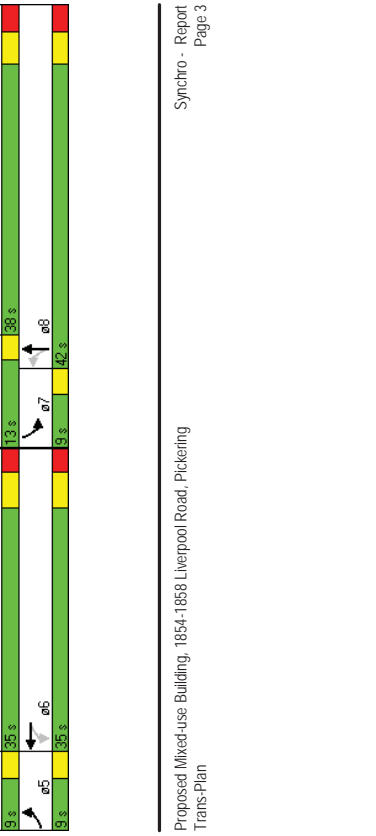 9 s 35 s 13 s 38 s
ø5 ø6 ø7 ø8
9 s 35 s 9 s 42 s
Proposed Mixed-use Building, 1854-1858 Liverpool Road, Pickering
Trans-Plan
Synchro - Report
Page 3